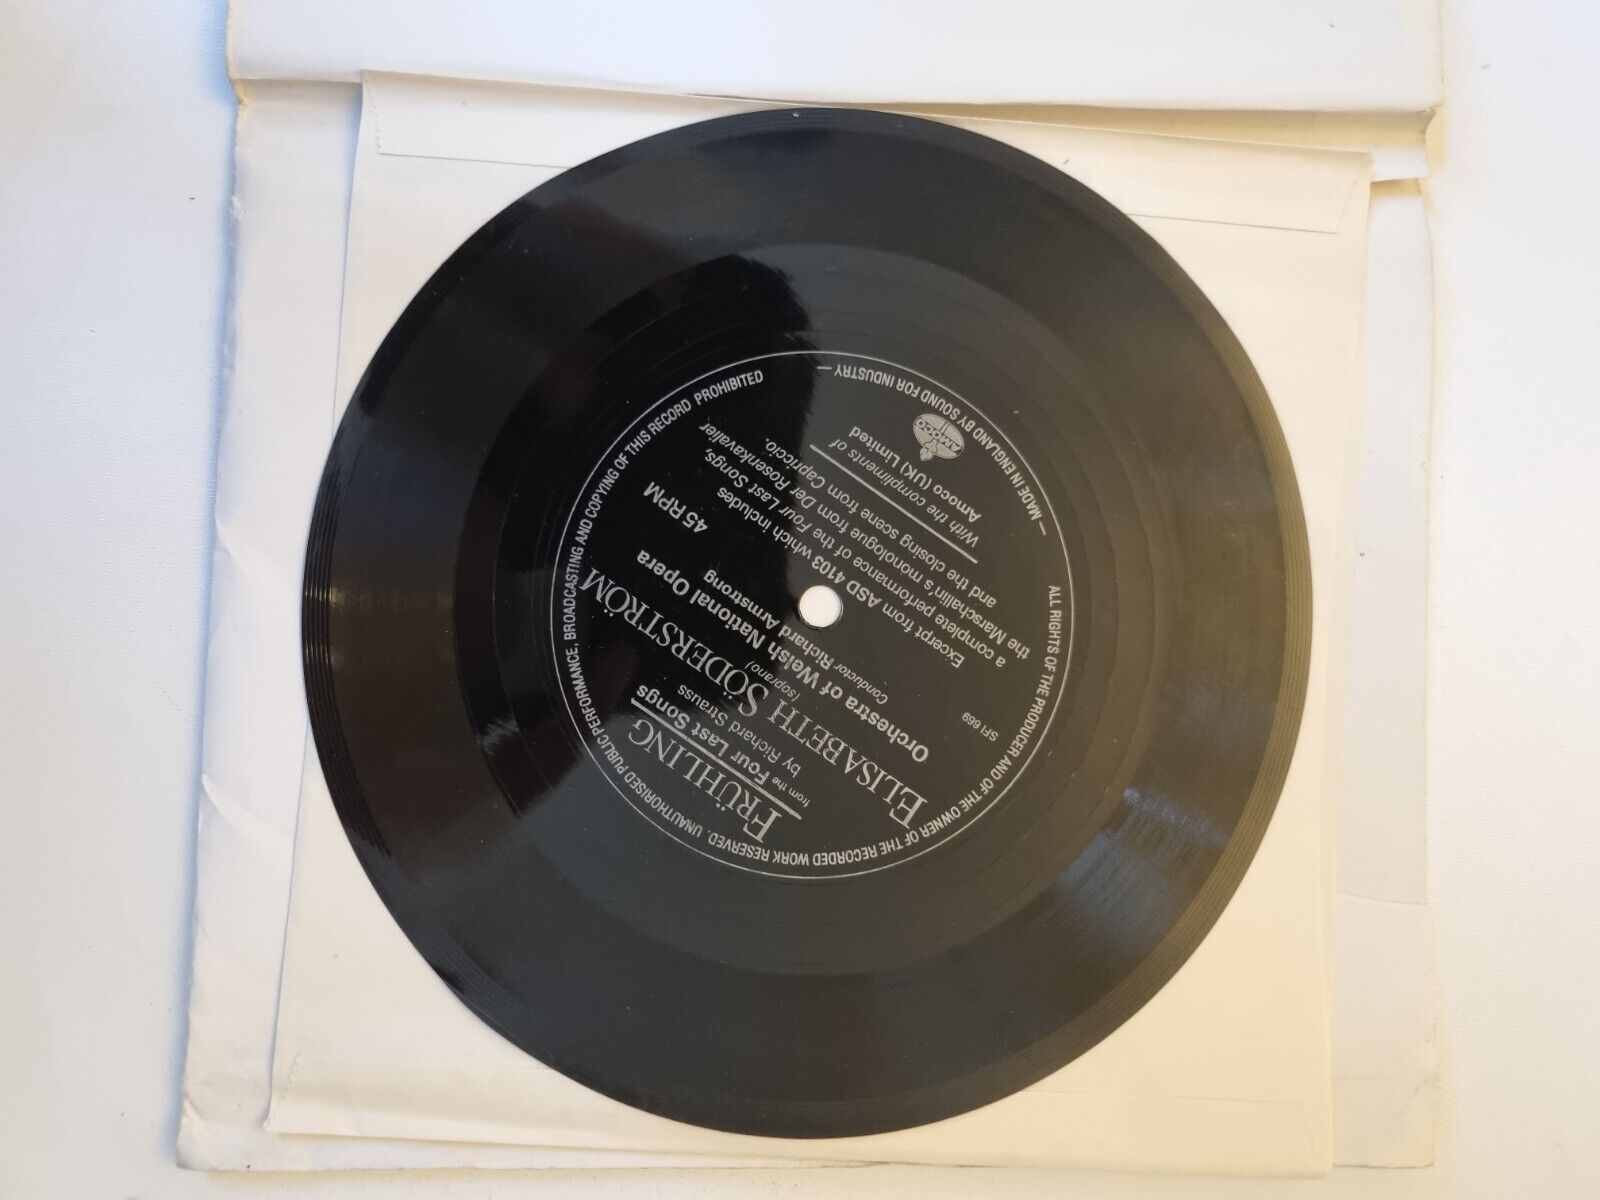 FRÜHLING
from the Four Last Songs
by Richard Strauss
ELISABETH SÖDERSTRÖM
(soprano)
Orchestra of Welsh National Opera
Conductor Richard Armstrong
SFI 669
45 RPM
Excerpt from ASD 4103 which includes
a complete performance of the Four Last Songs,
the Marschallin's monologue from Der Rosenkavalier
and the closing scene from Capriccio.
With the compliments of
Amoco (UK) Limited
AMOCO
ALL RIGHTS OF THE PRODUCER AND OF THE OWNER OF THE RECORDED WORK RESERVED. UNAUTHORISED PUBLIC PERFORMANCE, BROADCASTING AND COPYING OF THIS RECORD PROHIBITED
— MADE IN ENGLAND BY SOUND FOR INDUSTRY —